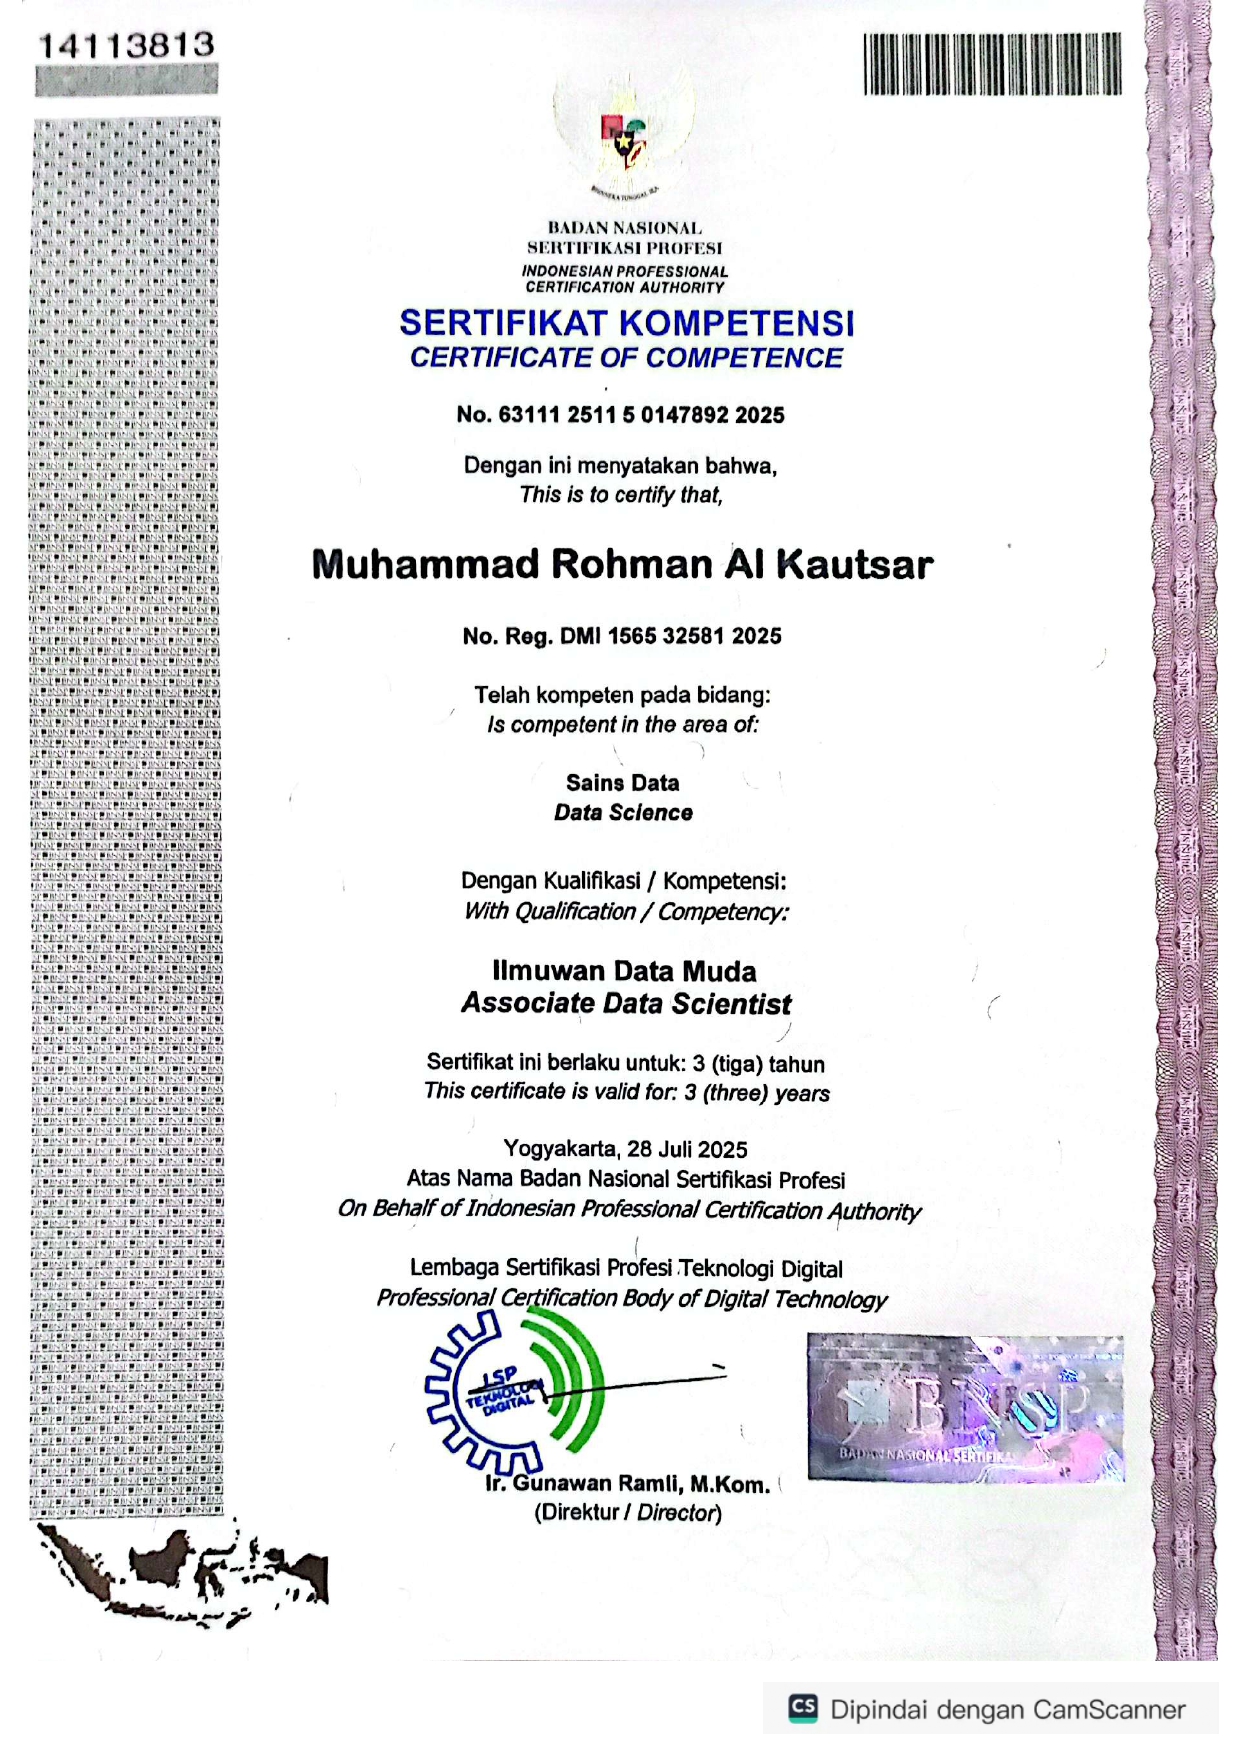 14113813
BHINNEKA TUNGGAL IKA
BADAN NASIONAL
SERTIFIKASI PROFESI
INDONESIAN PROFESSIONAL
CERTIFICATION AUTHORITY
SERTIFIKAT KOMPETENSI
CERTIFICATE OF COMPETENCE
No. 63111 2511 5 0147892 2025
Dengan ini menyatakan bahwa,
This is to certify that,
Muhammad Rohman Al Kautsar
No. Reg. DMI 1565 32581 2025
Telah kompeten pada bidang:
Is competent in the area of:
Sains Data
Data Science
Dengan Kualifikasi / Kompetensi:
With Qualification / Competency:
Ilmuwan Data Muda
Associate Data Scientist
Sertifikat ini berlaku untuk: 3 (tiga) tahun
This certificate is valid for: 3 (three) years
Yogyakarta, 28 Juli 2025
Atas Nama Badan Nasional Sertifikasi Profesi
On Behalf of Indonesian Professional Certification Authority
Lembaga Sertifikasi Profesi Teknologi Digital
Professional Certification Body of Digital Technology
LSP
TEKNOLOGI
DIGITAL
BNSP
BADAN NASIONAL SERTIFIKA
Ir. Gunawan Ramli, M.Kom.
(Direktur / Director)
CS Dipindai dengan CamScanner